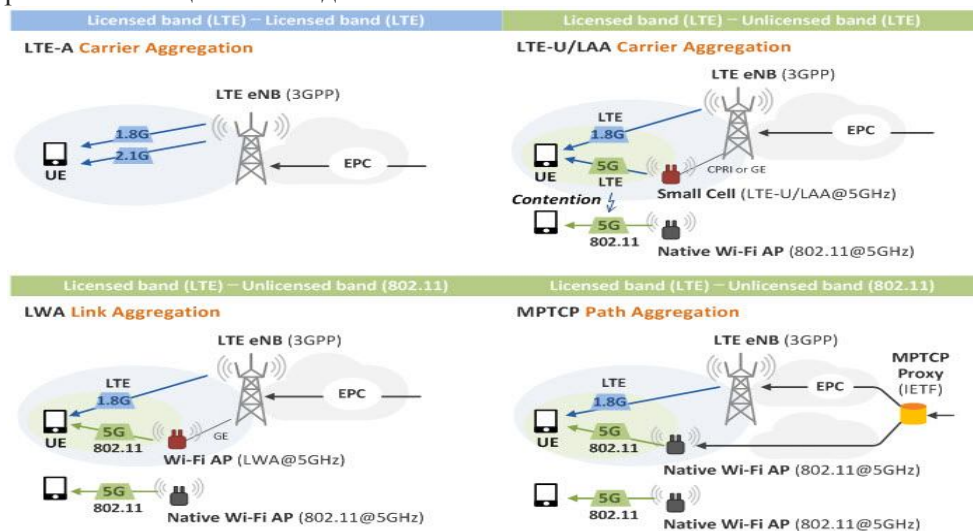 Licensed band (LTE) – Licensed band (LTE)
LTE-A Carrier Aggregation
LTE eNB (3GPP)
1.8G
2.1G
UE
EPC
Licensed band (LTE) – Unlicensed band (LTE)
LTE-U/LAA Carrier Aggregation
LTE eNB (3GPP)
LTE
1.8G
EPC
UE
5G
LTE
CPRI or GE
Small Cell (LTE-U/LAA@5GHz)
Contention
5G
802.11
Native Wi-Fi AP (802.11@5GHz)
Licensed band (LTE) – Unlicensed band (802.11)
LWA Link Aggregation
LTE eNB (3GPP)
LTE
1.8G
EPC
UE
5G
802.11
GE
Wi-Fi AP (LWA@5GHz)
5G
802.11
Native Wi-Fi AP (802.11@5GHz)
Licensed band (LTE) – Unlicensed band (802.11)
MPTCP Path Aggregation
LTE eNB (3GPP)
MPTCP
Proxy
(IETF)
LTE
1.8G
EPC
UE
5G
802.11
Native Wi-Fi AP (802.11@5GHz)
5G
802.11
Native Wi-Fi AP (802.11@5GHz)